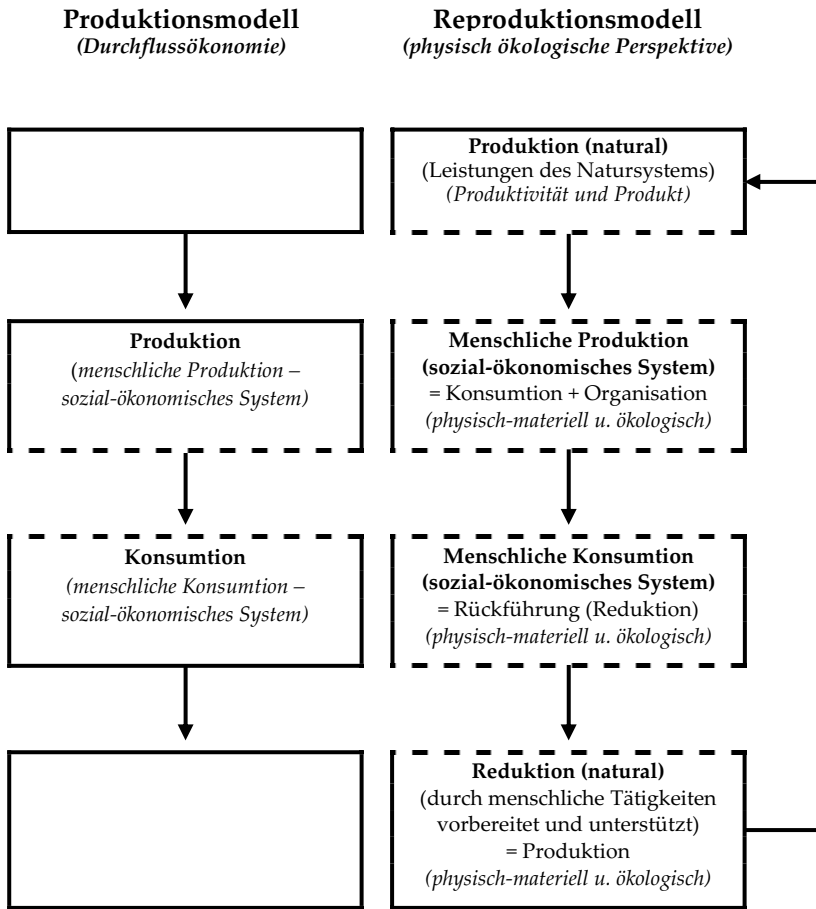 Produktionsmodell
(Durchflussökonomie)
Reproduktionsmodell
(physisch ökologische Perspektive)
Produktion (natural)
(Leistungen des Natursystems)
(Produktivität und Produkt)
Produktion
(menschliche Produktion –
sozial-ökonomisches System)
Menschliche Produktion
(sozial-ökonomisches System)
= Konsumtion + Organisation
(physisch-materiell u. ökologisch)
Konsumtion
(menschliche Konsumtion –
sozial-ökonomisches System)
Menschliche Konsumtion
(sozial-ökonomisches System)
= Rückführung (Reduktion)
(physisch-materiell u. ökologisch)
Reduktion (natural)
(durch menschliche Tätigkeiten
vorbereitet und unterstützt)
= Produktion
(physisch-materiell u. ökologisch)